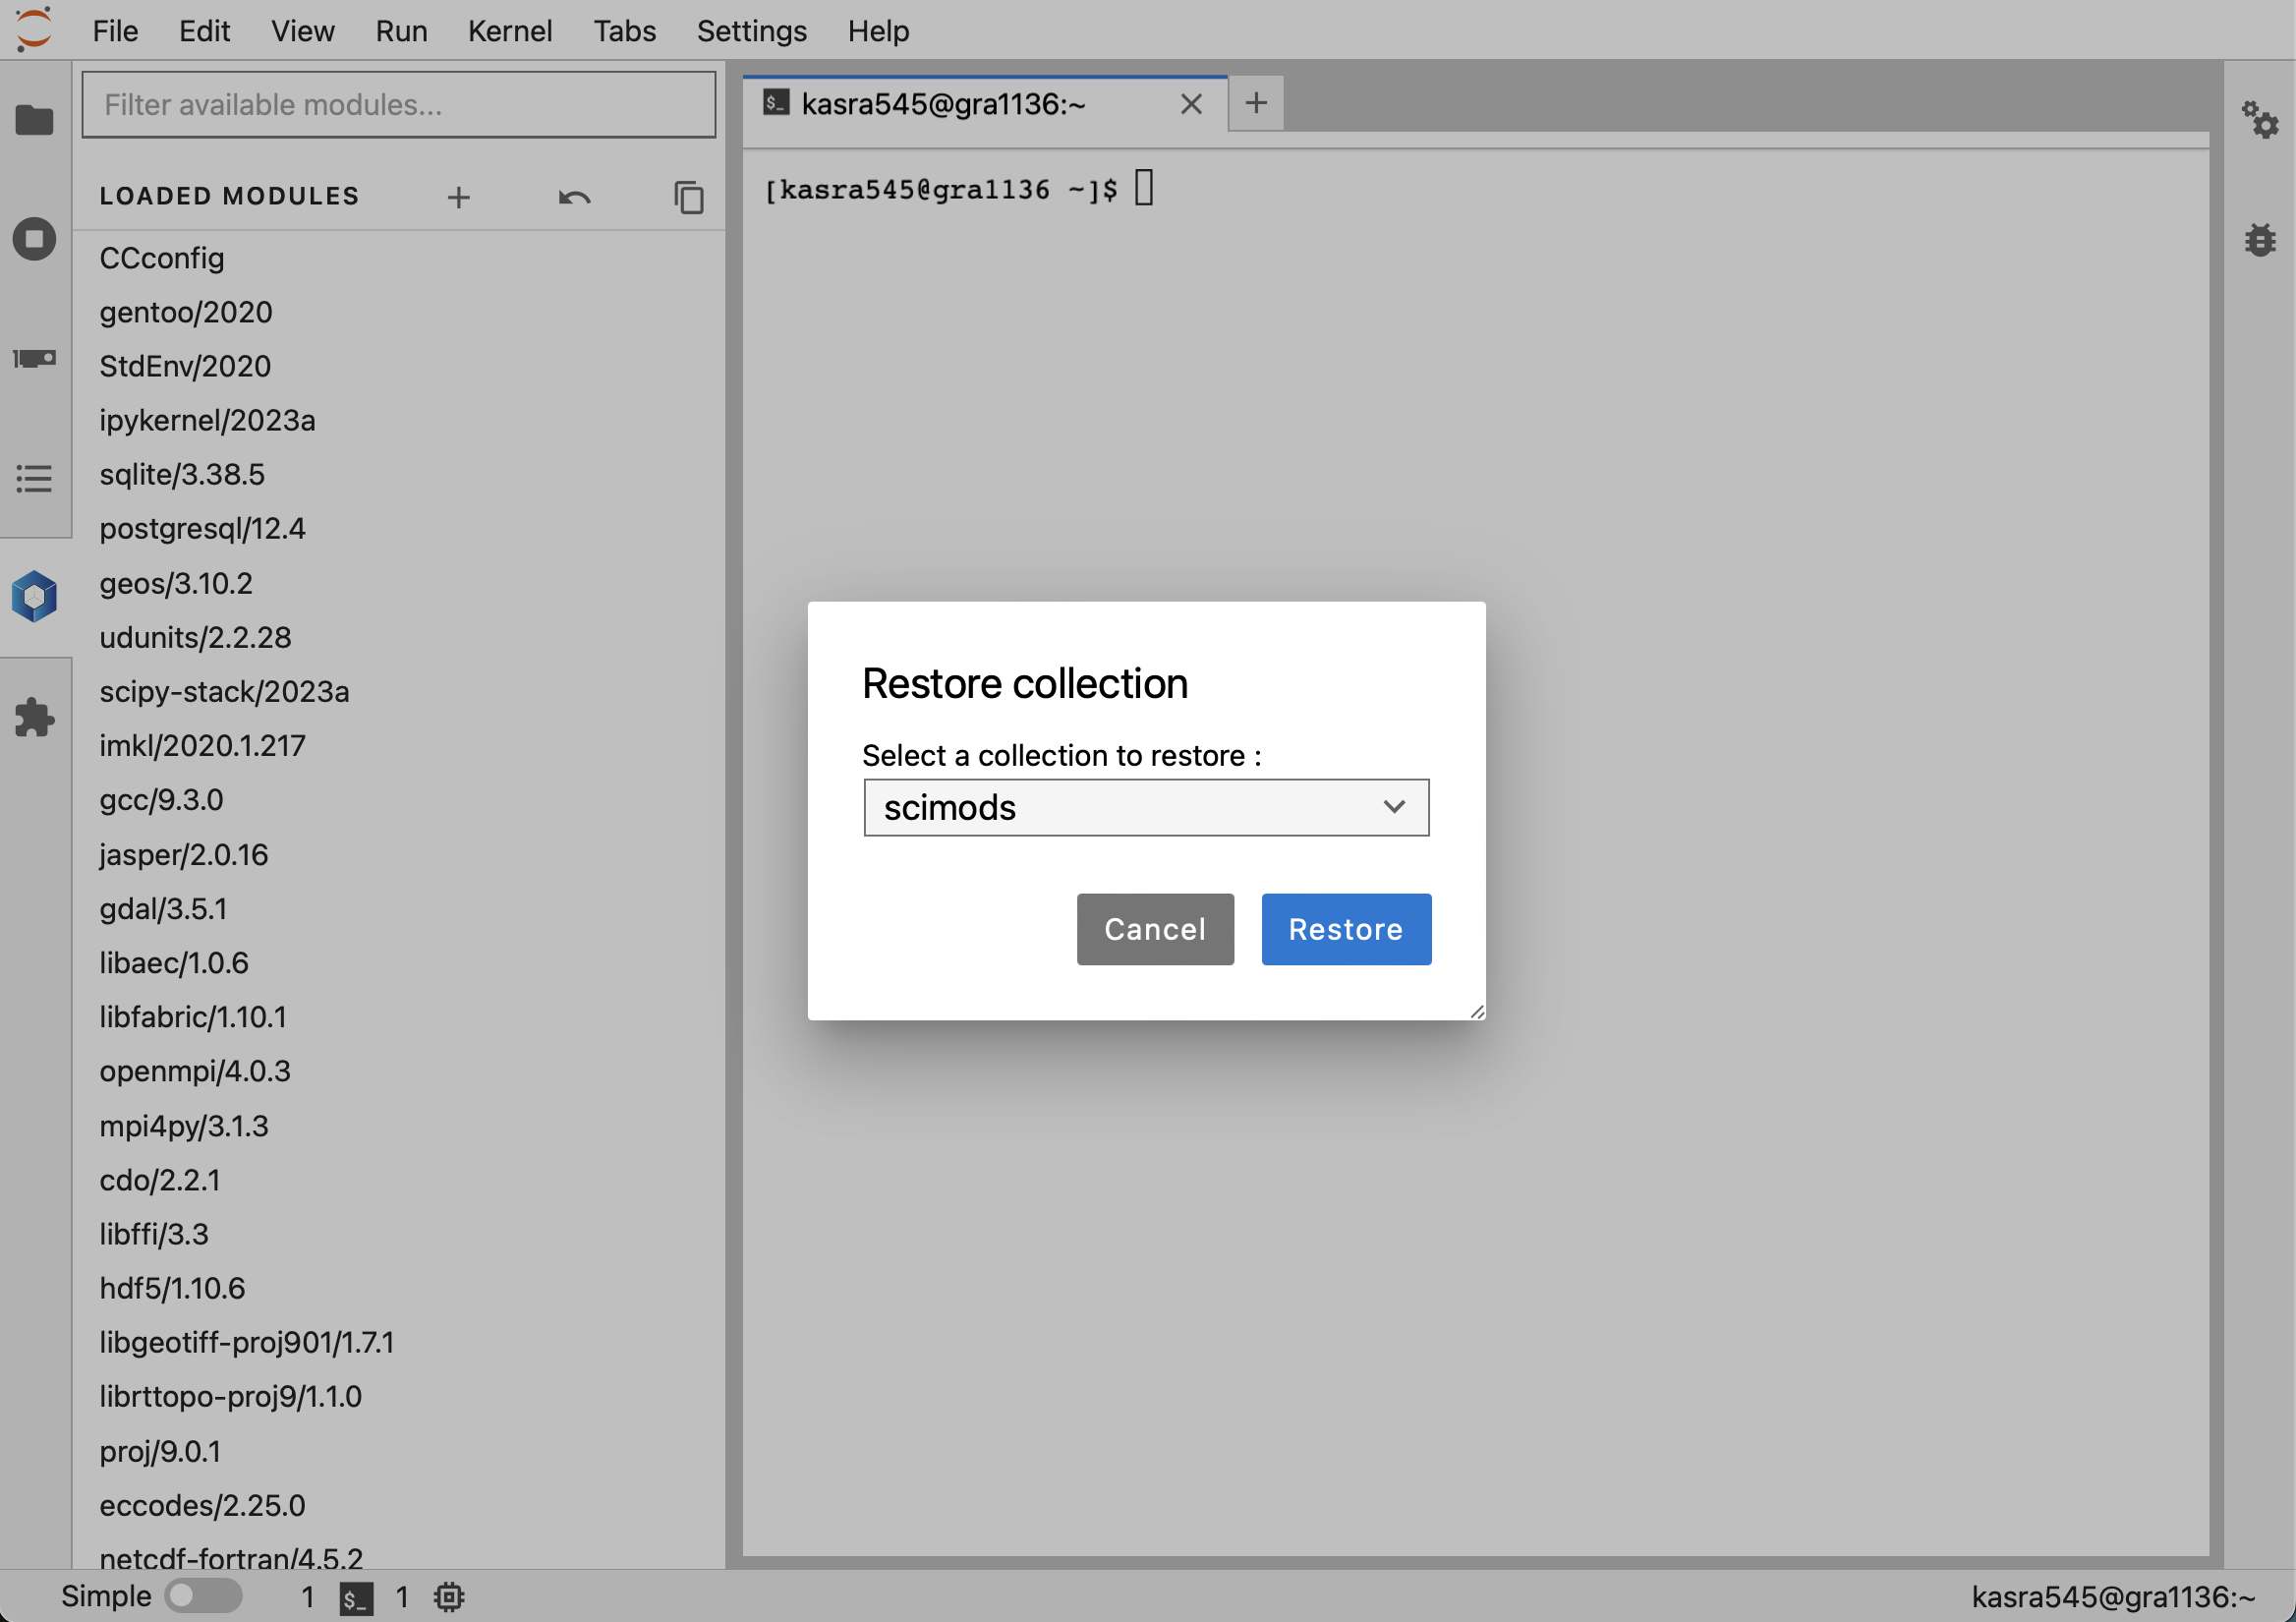 File Edit View Run Kernel Tabs Settings Help
Filter available modules...
LOADED MODULES
CCconfig
gentoo/2020
StdEnv/2020
ipykernel/2023a
sqlite/3.38.5
postgresql/12.4
geos/3.10.2
udunits/2.2.28
scipy-stack/2023a
imkl/2020.1.217
gcc/9.3.0
jasper/2.0.16
gdal/3.5.1
libaec/1.0.6
libfabric/1.10.1
openmpi/4.0.3
mpi4py/3.1.3
cdo/2.2.1
libffi/3.3
hdf5/1.10.6
libgeotiff-proj901/1.7.1
librttopo-proj9/1.1.0
proj/9.0.1
eccodes/2.25.0
netcdf-fortran/4.5.2
$_ kasra545@gra1136:~
[kasra545@gra1136 ~]$
Restore collection
Select a collection to restore :
scimods
Cancel Restore
Simple 1 $_ 1 kasra545@gra1136:~